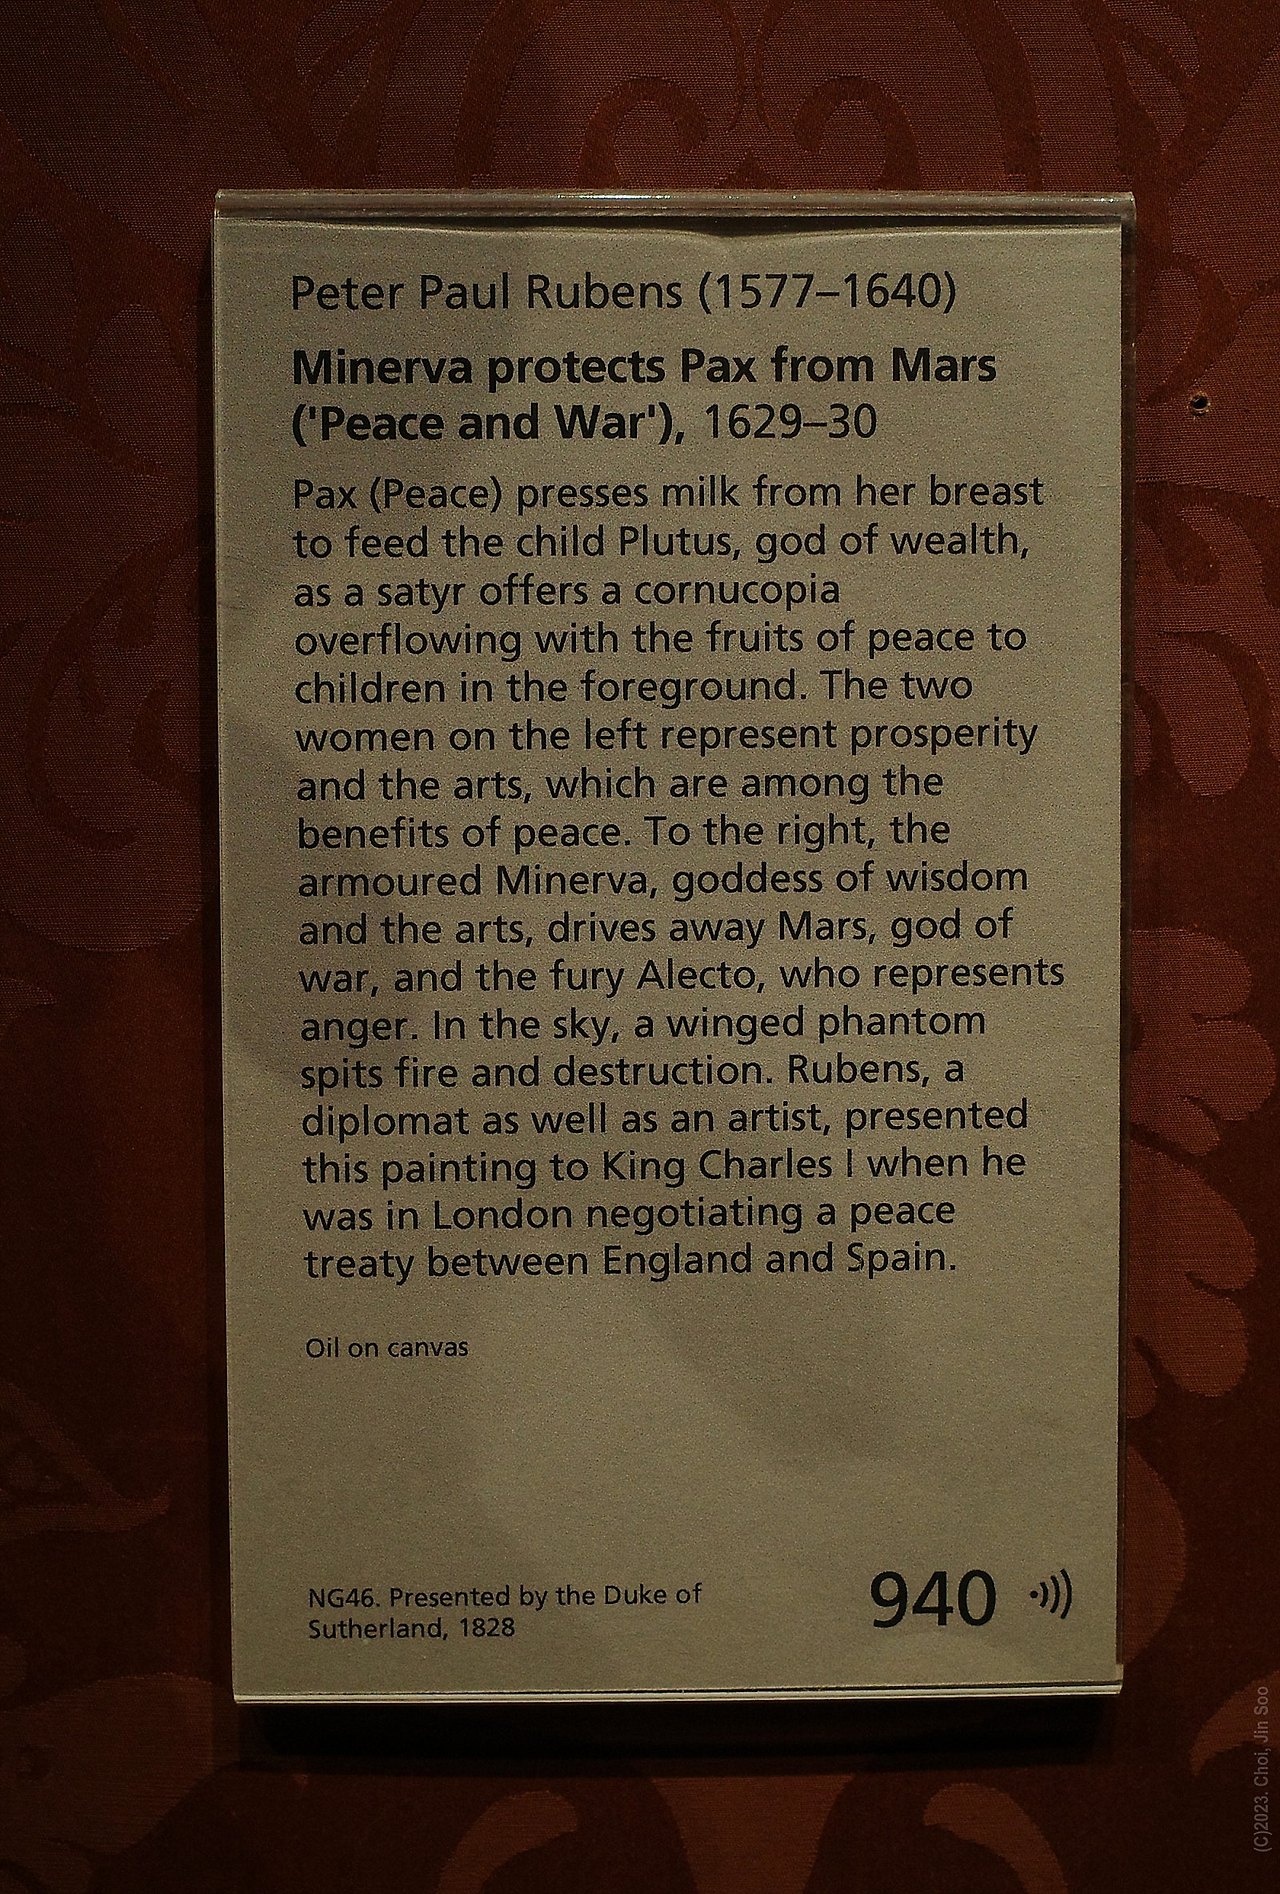 Peter Paul Rubens (1577–1640)
Minerva protects Pax from Mars
('Peace and War'), 1629–30
Pax (Peace) presses milk from her breast
to feed the child Plutus, god of wealth,
as a satyr offers a cornucopia
overflowing with the fruits of peace to
children in the foreground. The two
women on the left represent prosperity
and the arts, which are among the
benefits of peace. To the right, the
armoured Minerva, goddess of wisdom
and the arts, drives away Mars, god of
war, and the fury Alecto, who represents
anger. In the sky, a winged phantom
spits fire and destruction. Rubens, a
diplomat as well as an artist, presented
this painting to King Charles I when he
was in London negotiating a peace
treaty between England and Spain.
Oil on canvas
NG46. Presented by the Duke of
Sutherland, 1828
940
(C)2023. Choi, Jin Soo